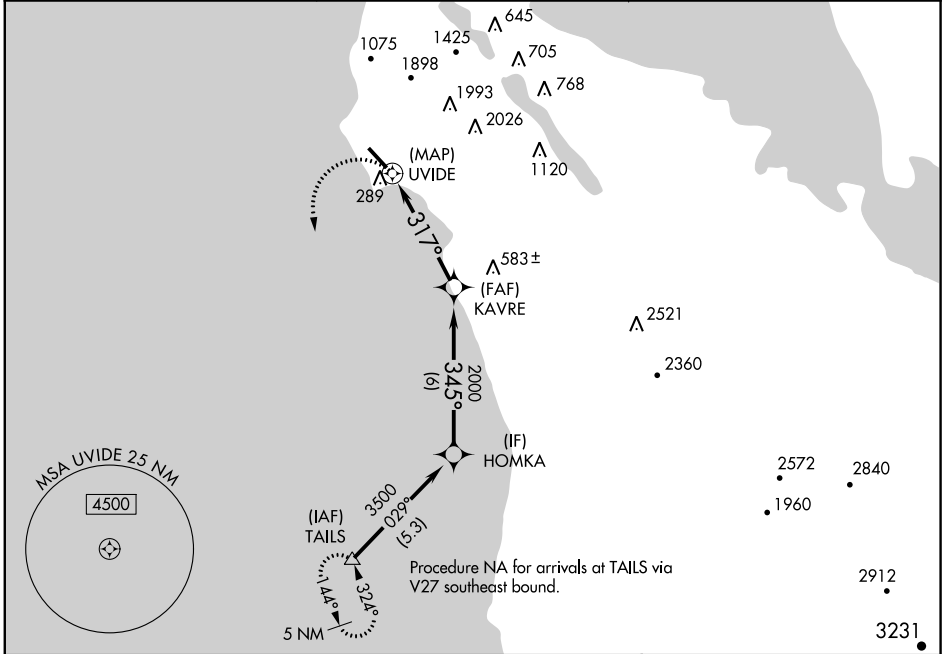 645
1075
1425
705
1898
768
1993
2026
(MAP)
UVIDE
1120
289
317°
583±
(FAF)
KAVRE
2521
2360
2000
345°
(6)
(IF)
HOMKA
MSA UVIDE 25 NM
4500
2572
2840
1960
3500
029°
(5.3)
(IAF)
TAILS
Procedure NA for arrivals at TAILS via
V27 southeast bound.
144°
324°
5 NM
2912
3231